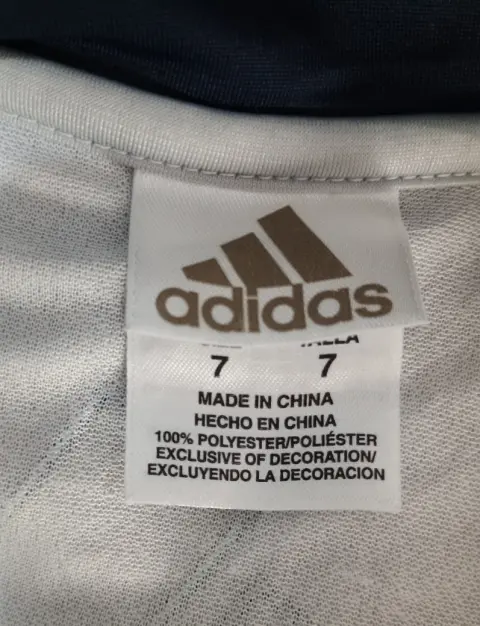 adidas
7 7
MADE IN CHINA
HECHO EN CHINA
100% POLYESTER/POLIÉSTER
EXCLUSIVE OF DECORATION/
EXCLUYENDO LA DECORACION